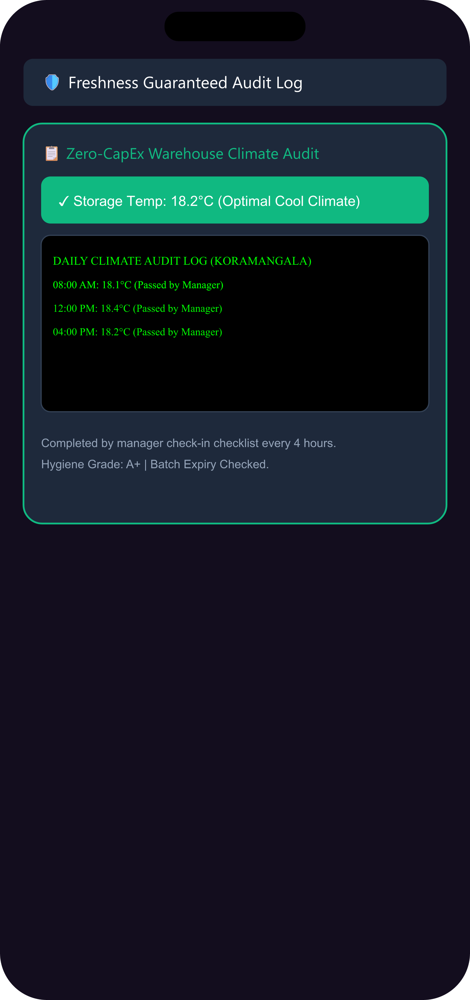 Freshness Guaranteed Audit Log
Zero-CapEx Warehouse Climate Audit
✓ Storage Temp: 18.2°C (Optimal Cool Climate)
DAILY CLIMATE AUDIT LOG (KORAMANGALA)
08:00 AM: 18.1°C (Passed by Manager)
12:00 PM: 18.4°C (Passed by Manager)
04:00 PM: 18.2°C (Passed by Manager)
Completed by manager check-in checklist every 4 hours.
Hygiene Grade: A+ | Batch Expiry Checked.